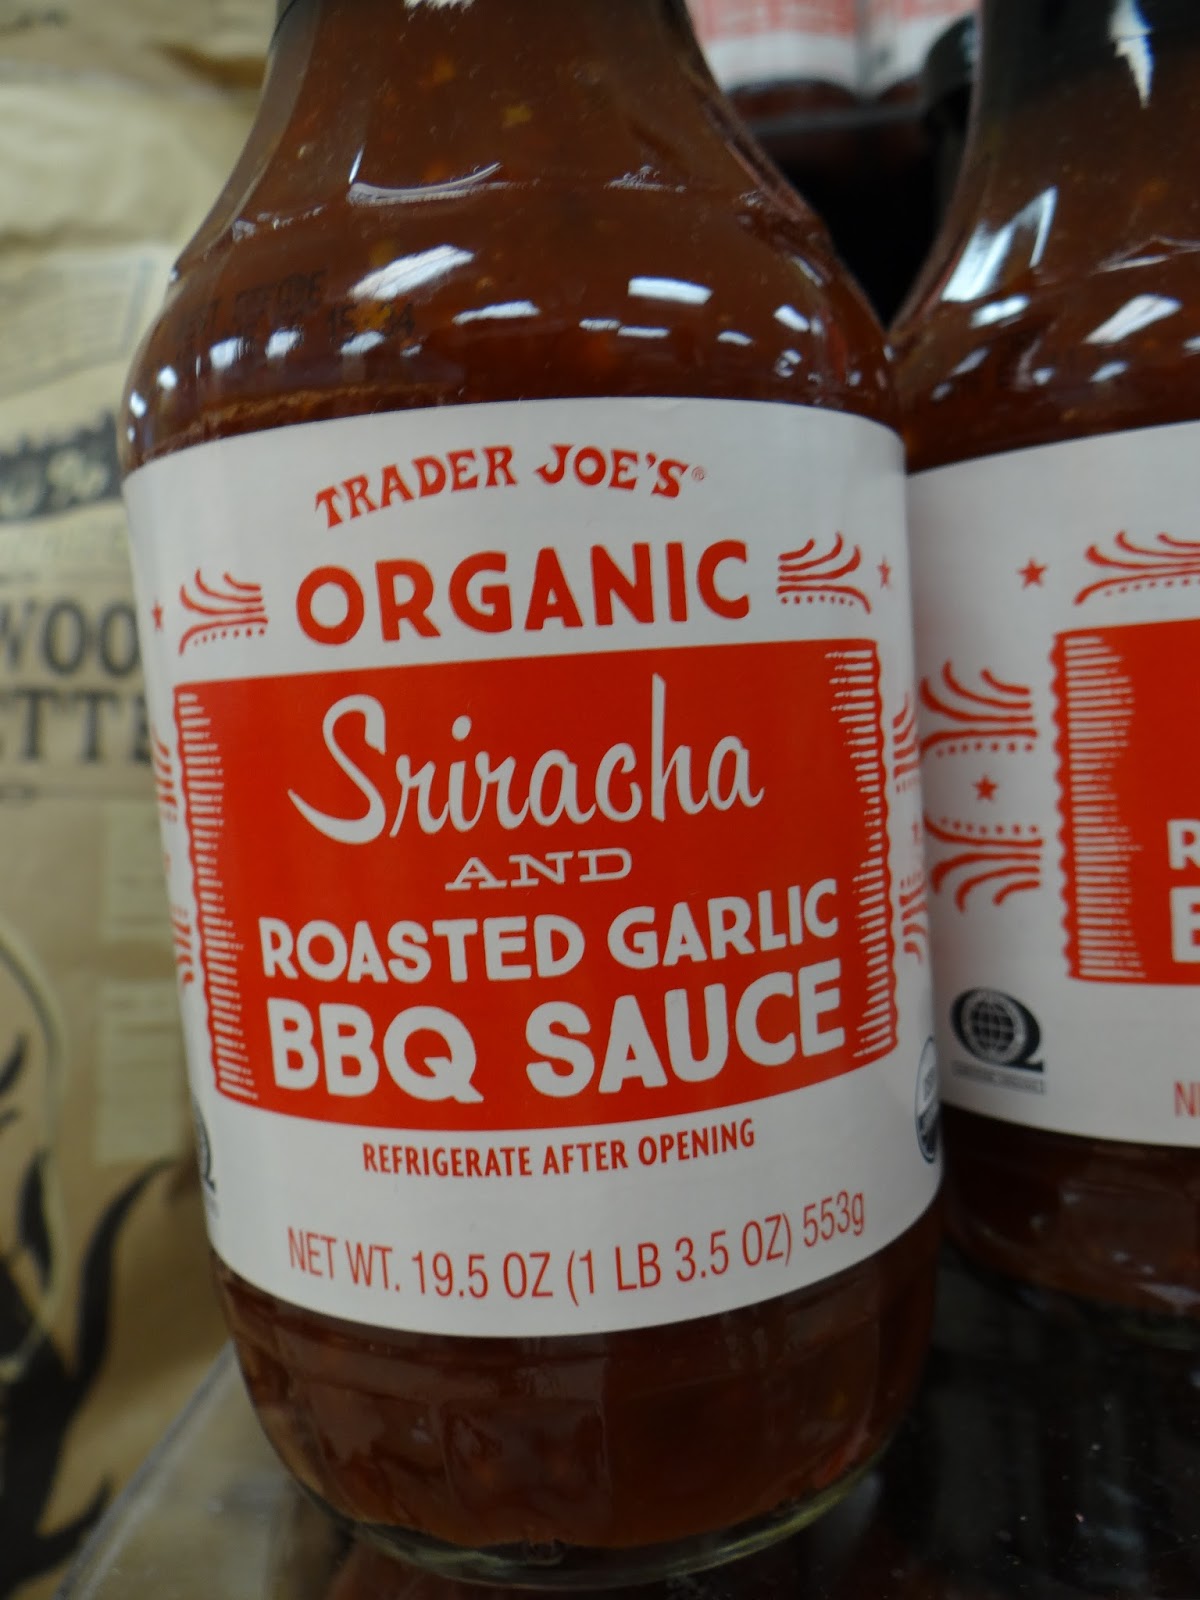 TRADER JOE'S®
ORGANIC
Sriracha
AND
ROASTED GARLIC
BBQ SAUCE
REFRIGERATE AFTER OPENING
NET WT. 19.5 OZ (1 LB 3.5 OZ) 553g